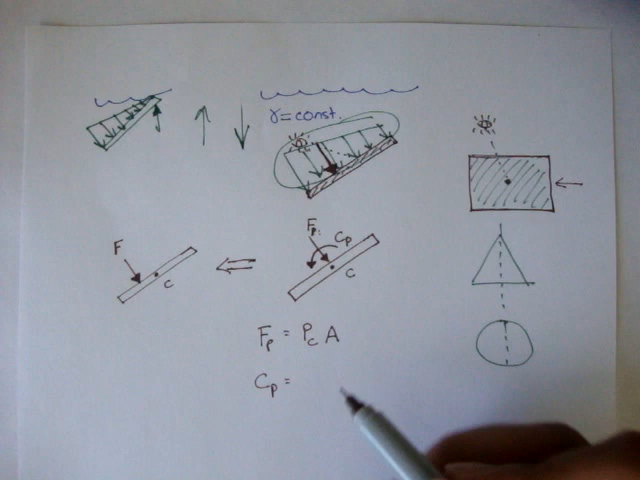 γ=const.
F
C
Fp
Cp
C
Fp = Pc A
Cp =